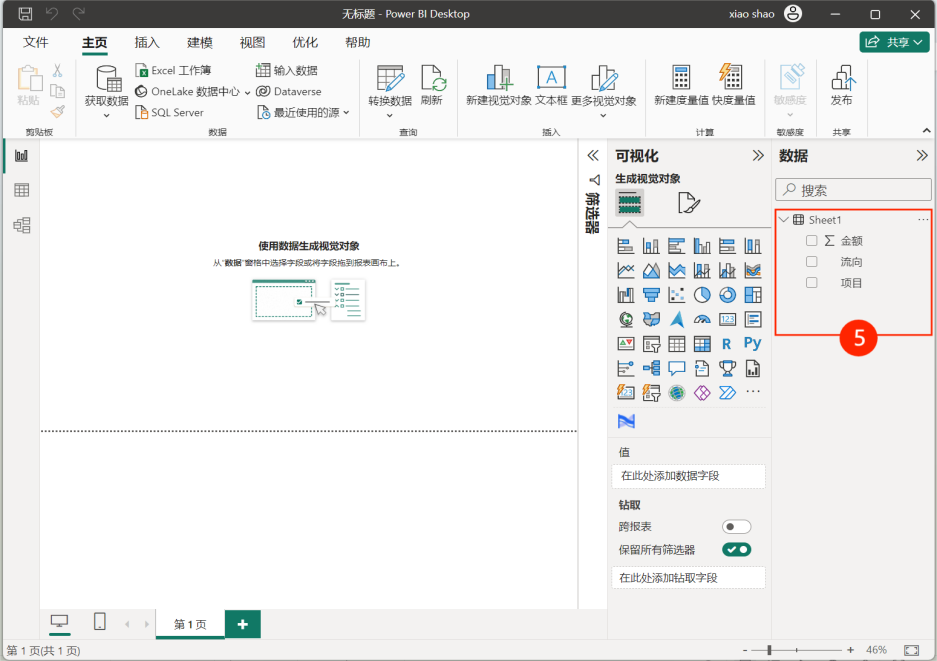 无标题 - Power BI Desktop
xiao shao
文件 主页 插入 建模 视图 优化 帮助
共享
粘贴
剪贴板
获取数据
Excel 工作簿
OneLake 数据中心
SQL Server
输入数据
Dataverse
最近使用的源
数据
转换数据 刷新
查询
新建视觉对象 文本框 更多视觉对象
A
插入
新建度量值 快度量值
计算
敏感度
敏感度
发布
共享
使用数据生成视觉对象
从"数据"窗格中选择字段或将字段拖到报表画布上。
筛选器
可视化
生成视觉对象
123
R Py
123
值
在此处添加数据字段
钻取
跨报表
保留所有筛选器
在此处添加钻取字段
数据
搜索
Sheet1
∑ 金额
流向
项目
5
第 1 页
第 1 页(共 1 页)
- + 46%